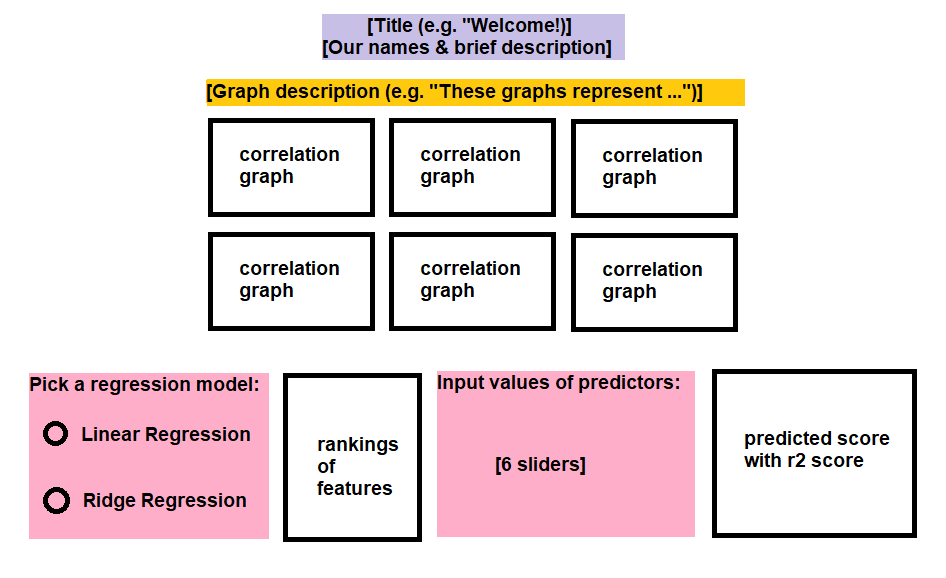 [Title (e.g. "Welcome!)]
[Our names & brief description]
[Graph description (e.g. "These graphs represent ...")]
correlation
graph
correlation
graph
correlation
graph
correlation
graph
correlation
graph
correlation
graph
Pick a regression model:
Linear Regression
Ridge Regression
rankings
of
features
Input values of predictors:
[6 sliders]
predicted score
with r2 score